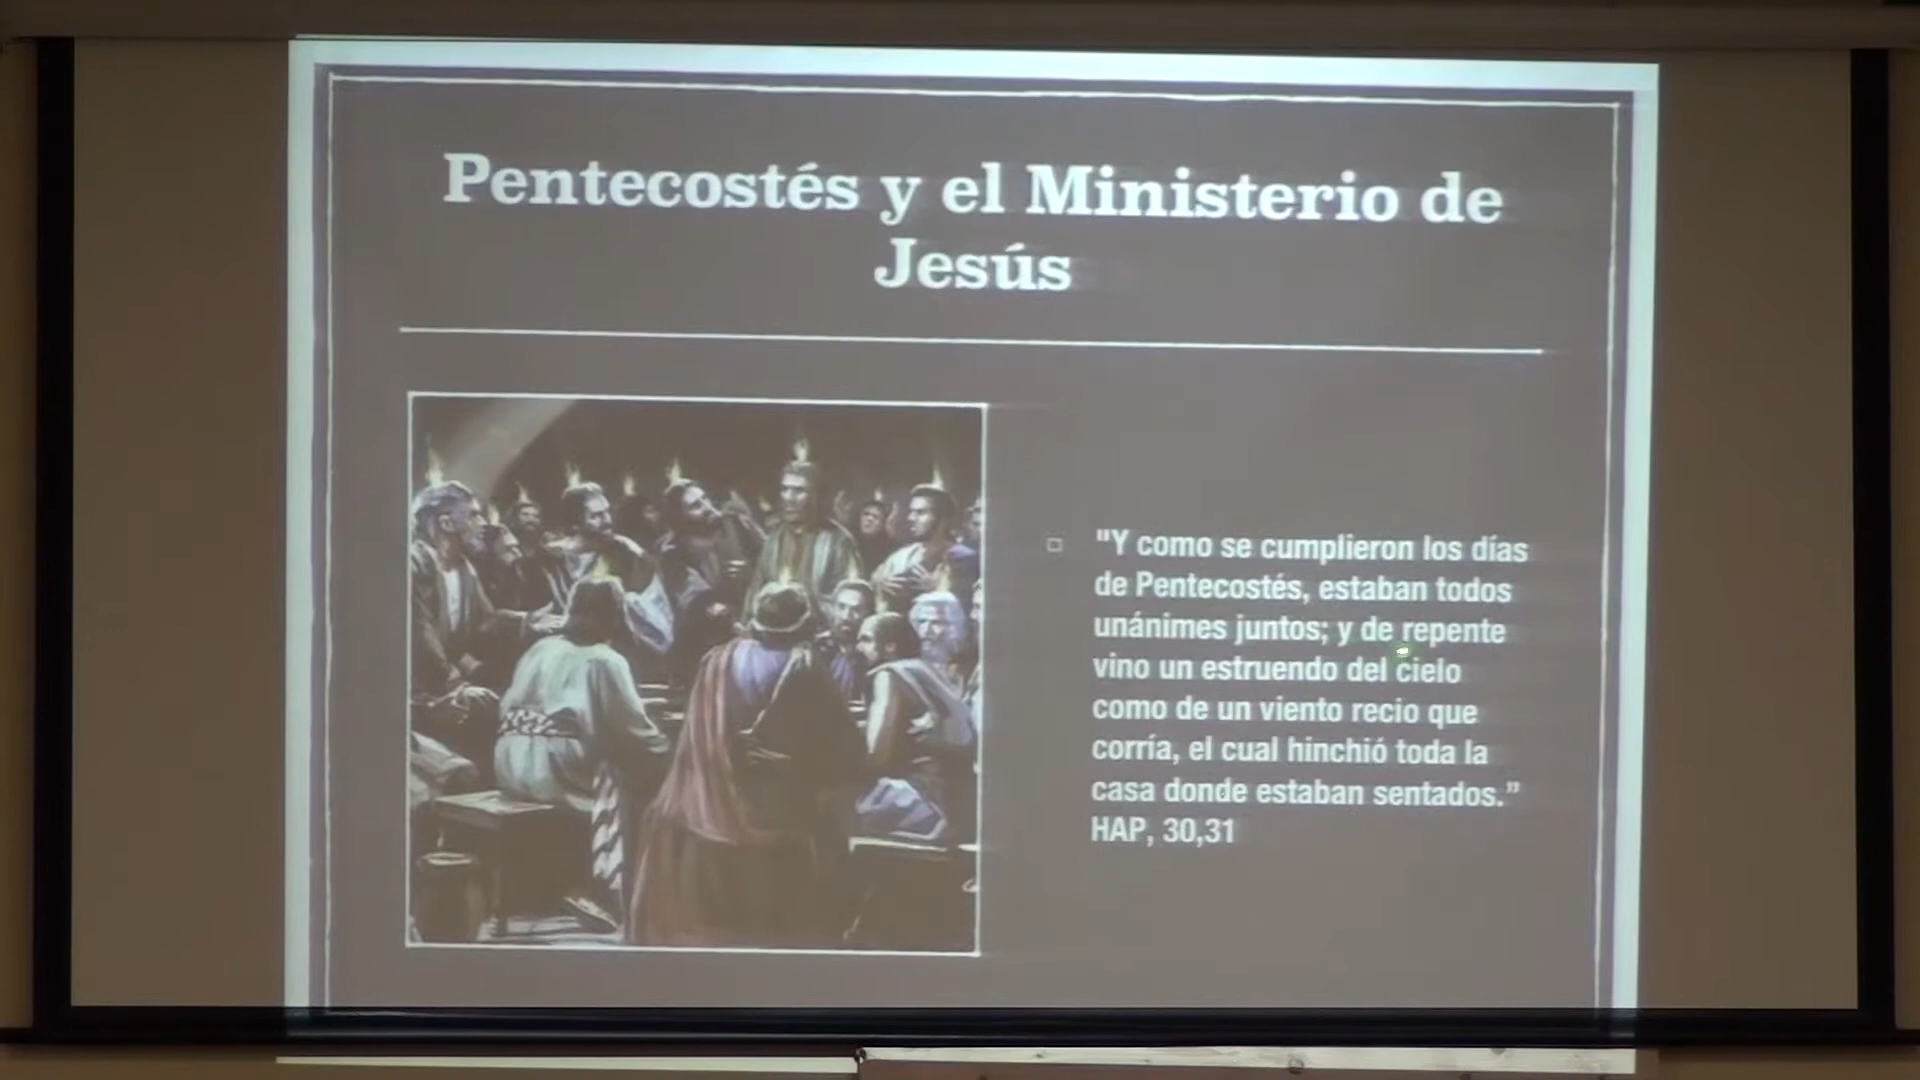 Pentecostés y el Ministerio de
Jesús
"Y como se cumplieron los días
de Pentecostés, estaban todos
unánimes juntos; y de repente
vino un estruendo del cielo
como de un viento recio que
corría, el cual hinchió toda la
casa donde estaban sentados.”
HAP, 30,31